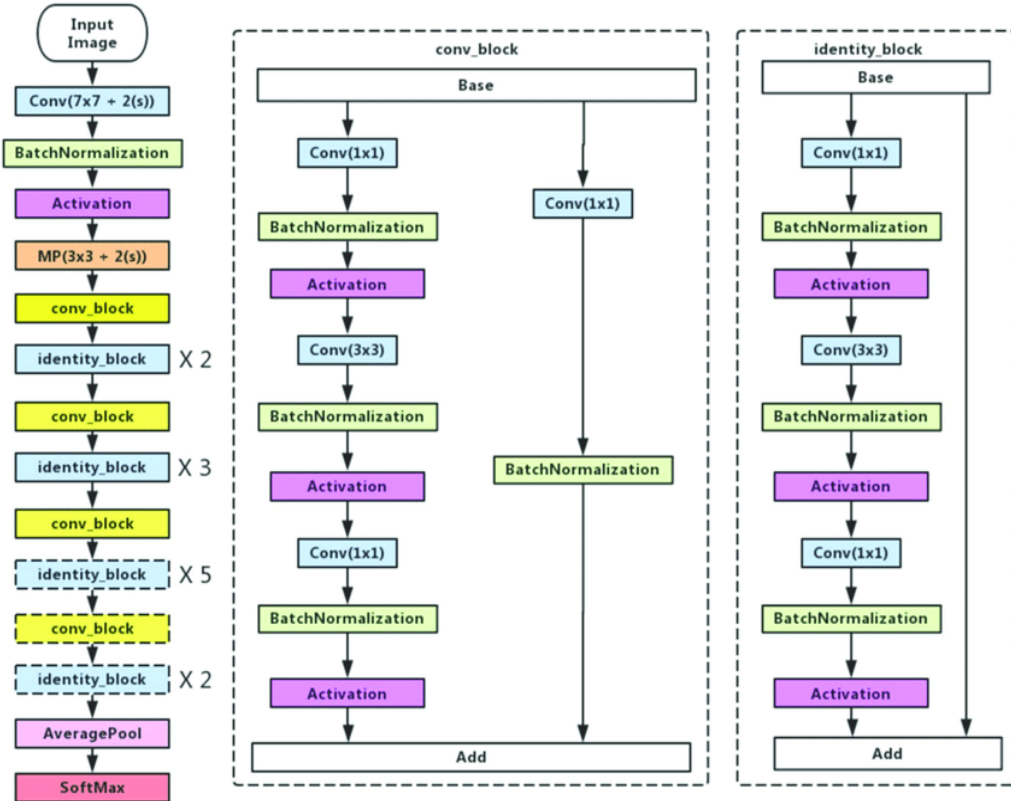 Input
Image
Conv(7x7 + 2(s))
BatchNormalization
Activation
MP(3x3 + 2(s))
conv_block
identity_block X 2
conv_block
identity_block X 3
conv_block
identity_block X 5
conv_block
identity_block X 2
AveragePool
SoftMax
conv_block
Base
Conv(1x1)
BatchNormalization
Activation
Conv(3x3)
BatchNormalization
Activation
Conv(1x1)
BatchNormalization
Activation
Conv(1x1)
BatchNormalization
Add
identity_block
Base
Conv(1x1)
BatchNormalization
Activation
Conv(3x3)
BatchNormalization
Activation
Conv(1x1)
BatchNormalization
Activation
Add